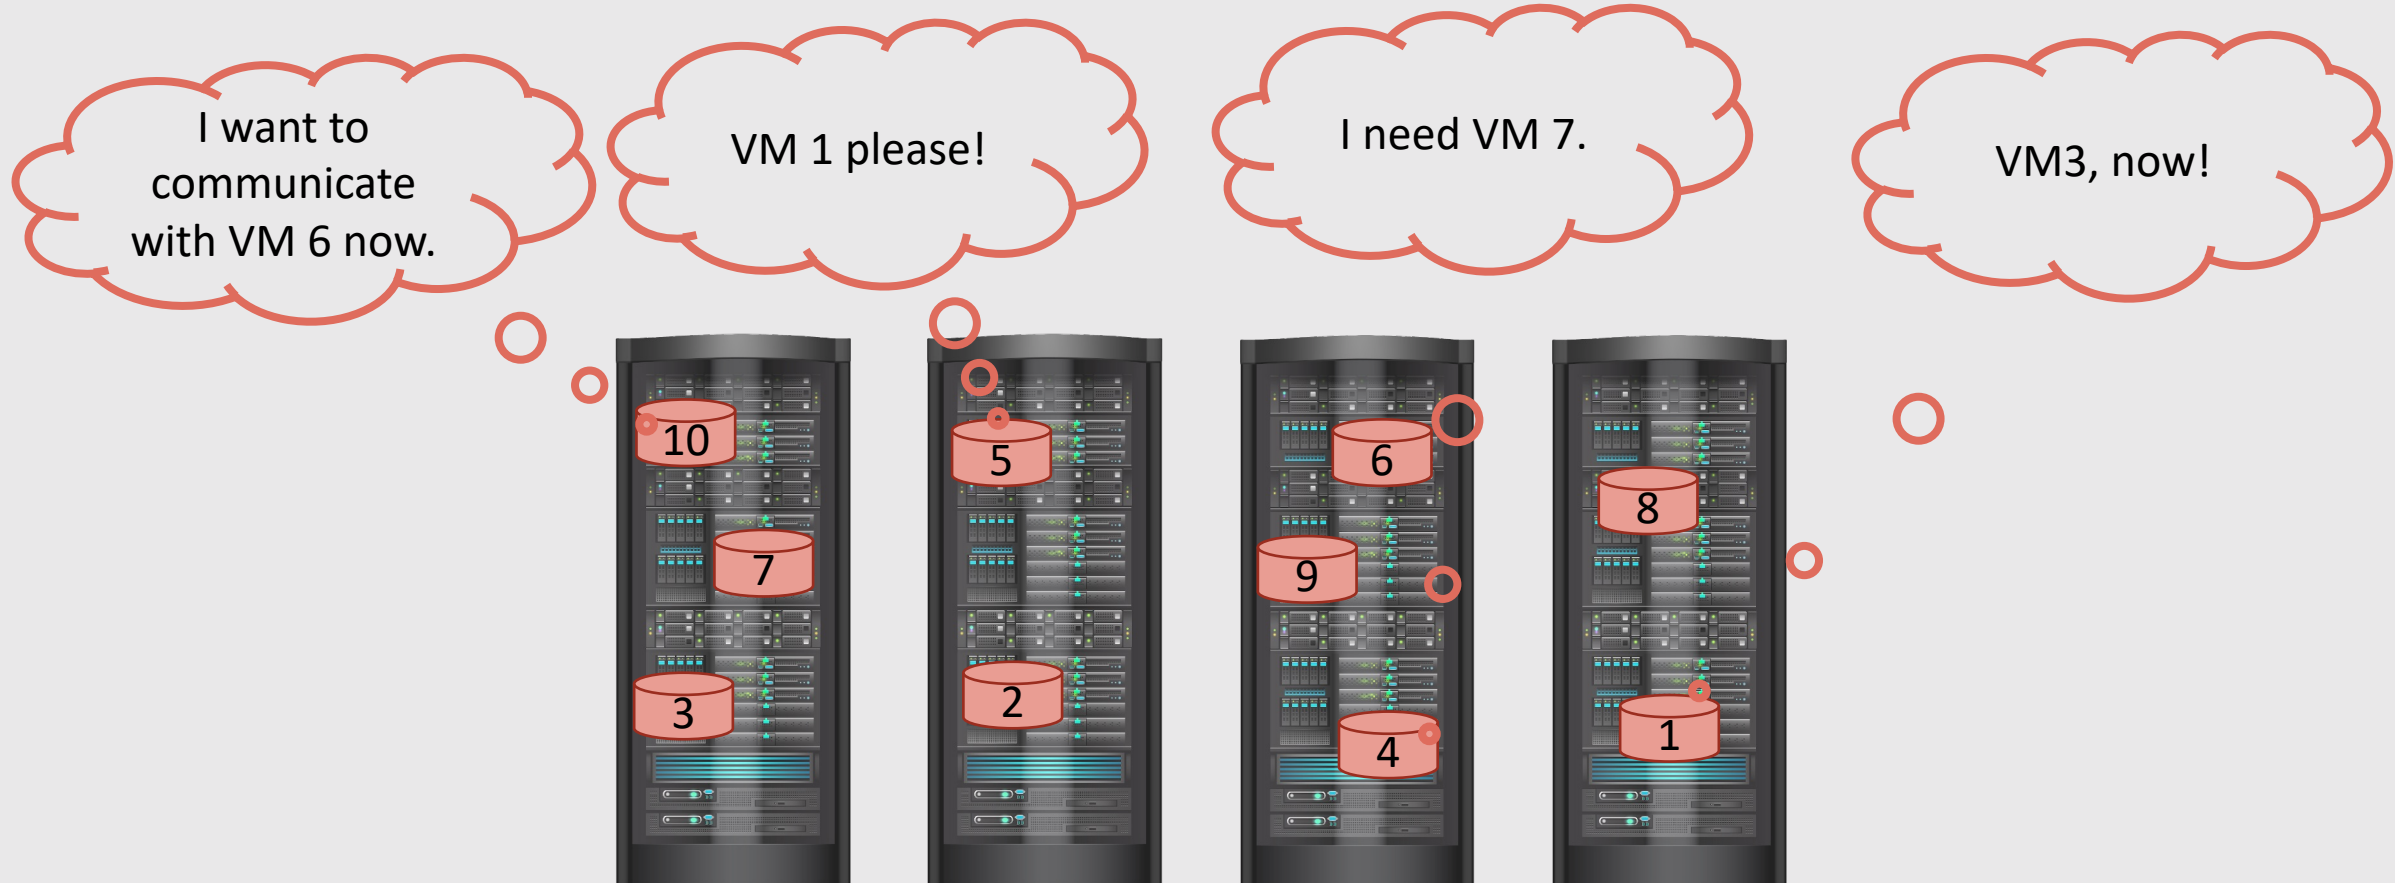 I want to
communicate
with VM 6 now.
VM 1 please!
I need VM 7.
VM3, now!
10
5
6
8
7
9
3
2
4
1